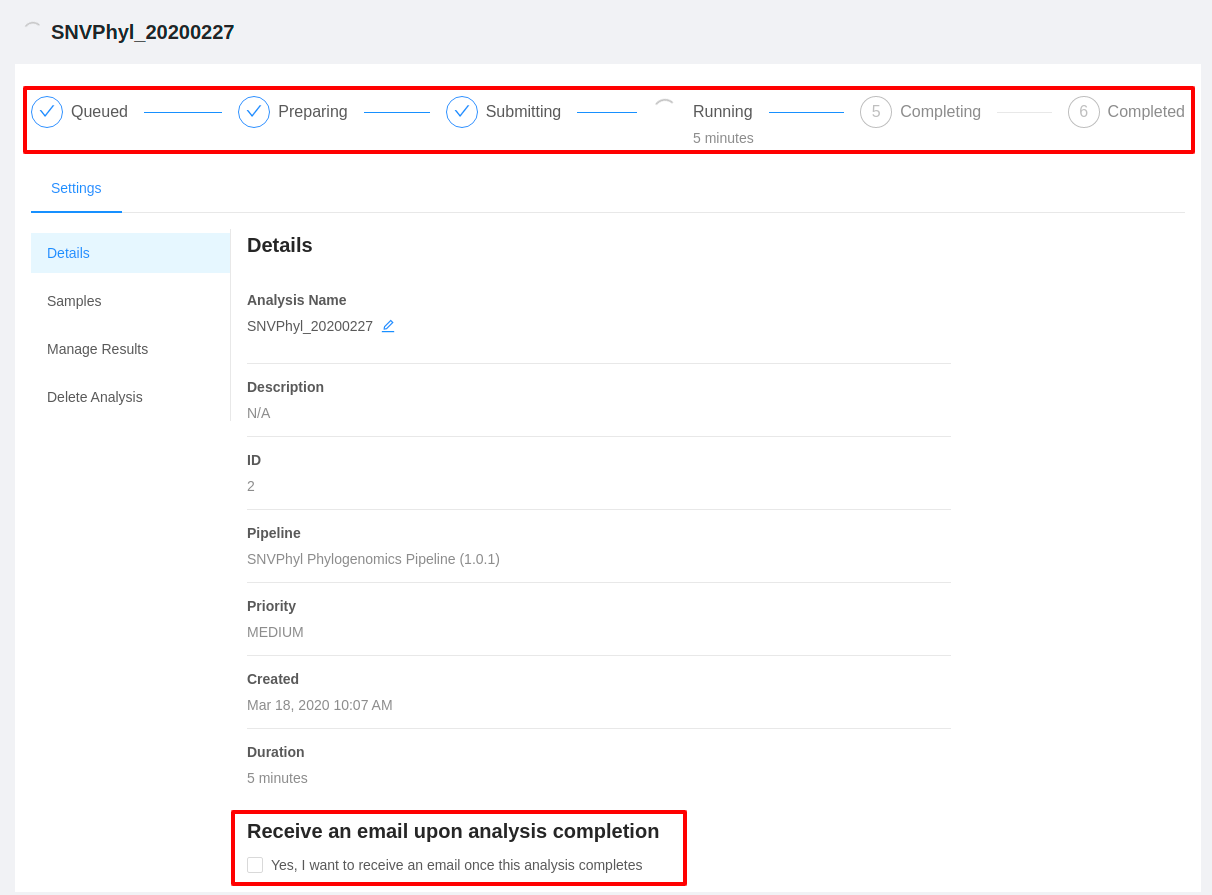 SNVPhyl_20200227
Queued Preparing Submitting Running 5 Completing 6 Completed
5 minutes
Settings
Details
Samples
Manage Results
Delete Analysis
Details
Analysis Name
SNVPhyl_20200227
Description
N/A
ID
2
Pipeline
SNVPhyl Phylogenomics Pipeline (1.0.1)
Priority
MEDIUM
Created
Mar 18, 2020 10:07 AM
Duration
5 minutes
Receive an email upon analysis completion
Yes, I want to receive an email once this analysis completes